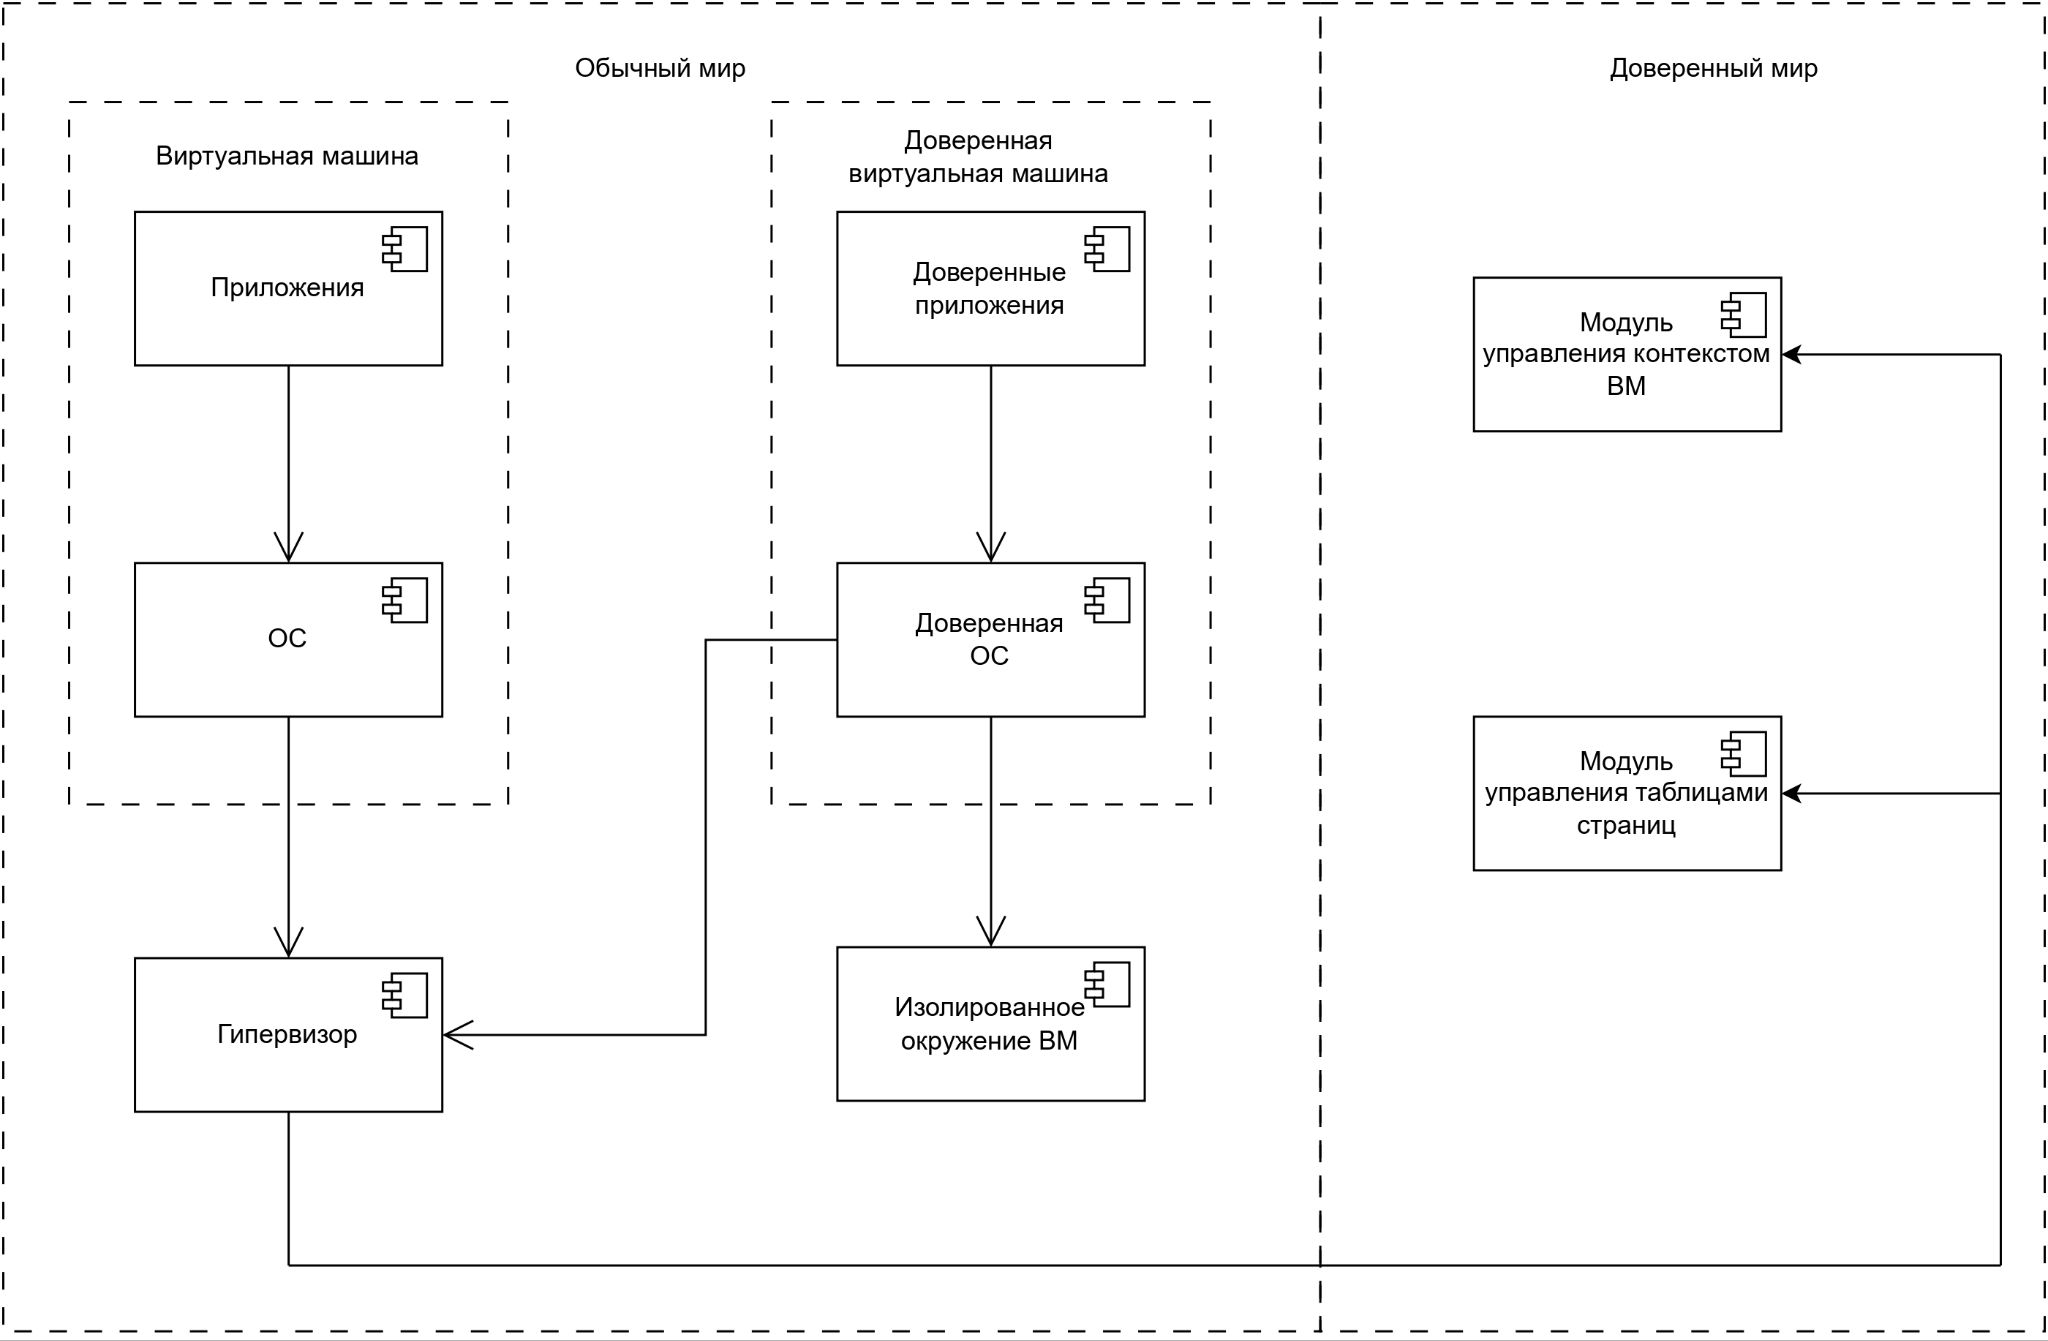 Обычный мир
Доверенный мир
Виртуальная машина
Доверенная
виртуальная машина
Приложения
Доверенные
приложения
Модуль
управления контекстом
ВМ
ОС
Доверенная
ОС
Модуль
управления таблицами
страниц
Гипервизор
Изолированное
окружение ВМ